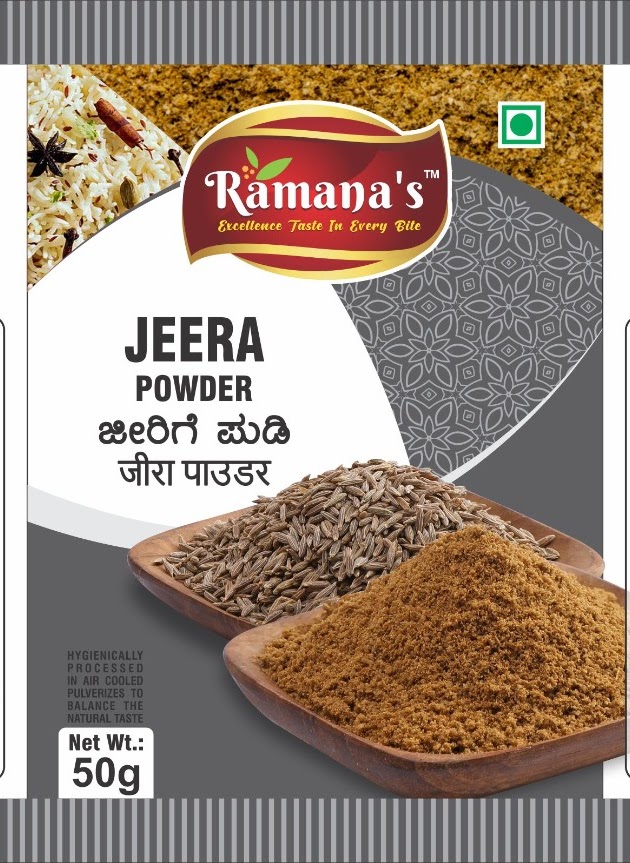 Ramana's™
Excellence Taste In Every Bite
JEERA
POWDER
ಜೀರಿಗೆ ಪುಡಿ
जीरा पाउडर
HYGIENICALLY
PROCESSED
IN AIR COOLED
PULVERIZES TO
BALANCE THE
NATURAL TASTE
Net Wt.:
50g